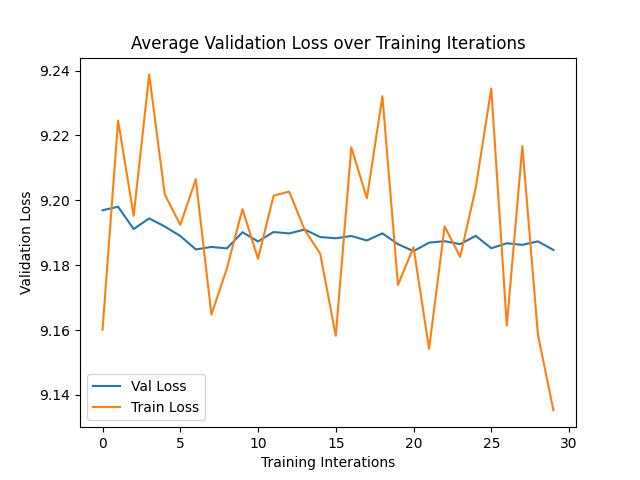 Average Validation Loss over Training Iterations
Validation Loss
9.24
9.22
9.20
9.18
9.16
9.14
Val Loss
Train Loss
0 5 10 15 20 25 30
Training Interations